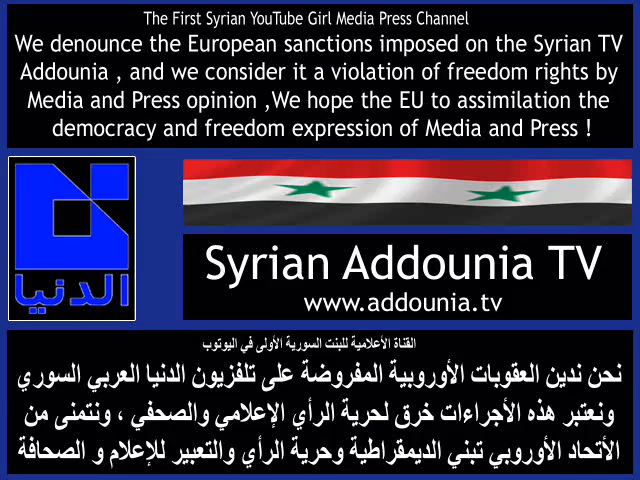 The First Syrian YouTube Girl Media Press Channel
We denounce the European sanctions imposed on the Syrian TV
Addounia , and we consider it a violation of freedom rights by
Media and Press opinion ,We hope the EU to assimilation the
democracy and freedom expression of Media and Press !
الدنيا
Syrian Addounia TV
www.addounia.tv
القناة الأعلامية للبنت السورية الأولى في اليوتوب
نحن ندين العقوبات الأوروبية المفروضة على تلفزيون الدنيا العربي السوري
ونعتبر هذه الأجراءات خرق لحرية الرأي الإعلامي والصحفي ، ونتمنى من
الأتحاد الأوروبي تبني الديمقراطية وحرية الرأي والتعبير للإعلام و الصحافة